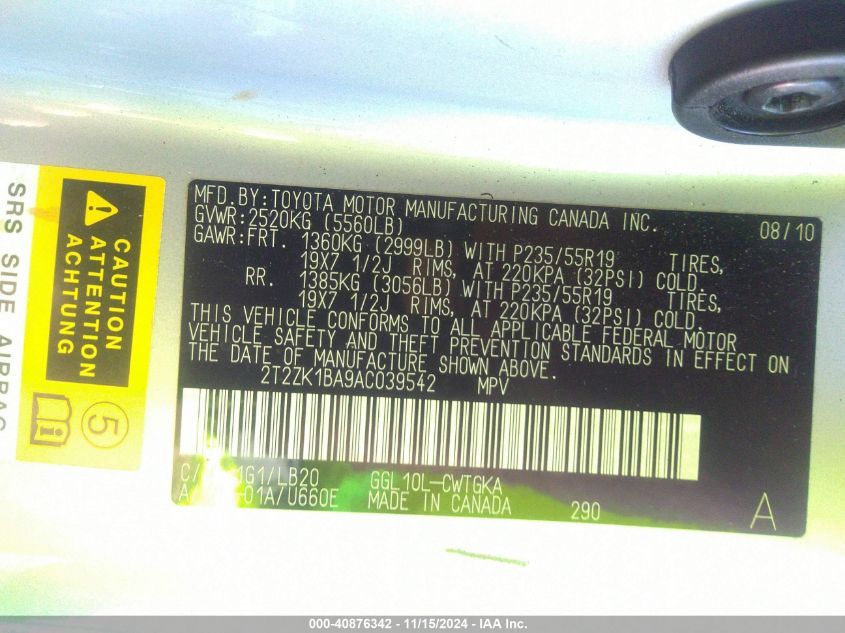 MFD.BY:TOYOTA MOTOR MANUFACTURING CANADA INC. 08/10
GVWR:2520KG (5560LB)
GAWR:FRT. 1360KG (2999LB) WITH P235/55R19 TIRES,
19X7 1/2J RIMS, AT 220KPA (32PSI) COLD.
RR. 1385KG (3056LB) WITH P235/55R19 TIRES,
19X7 1/2J RIMS, AT 220KPA (32PSI) COLD.
THIS VEHICLE CONFORMS TO ALL APPLICABLE FEDERAL MOTOR
VEHICLE SAFETY AND THEFT PREVENTION STANDARDS IN EFFECT ON
THE DATE OF MANUFACTURE SHOWN ABOVE.
2T2ZK1BA9AC039542 MPV
C/ 1G1/LB20 GGL10L-CWTGKA
A -01A/U660E MADE IN CANADA 290 A
SRS SIDE AIRBAG
CAUTION
ACHTUNG
5
000-40876342 - 11/15/2024 - IAA Inc.